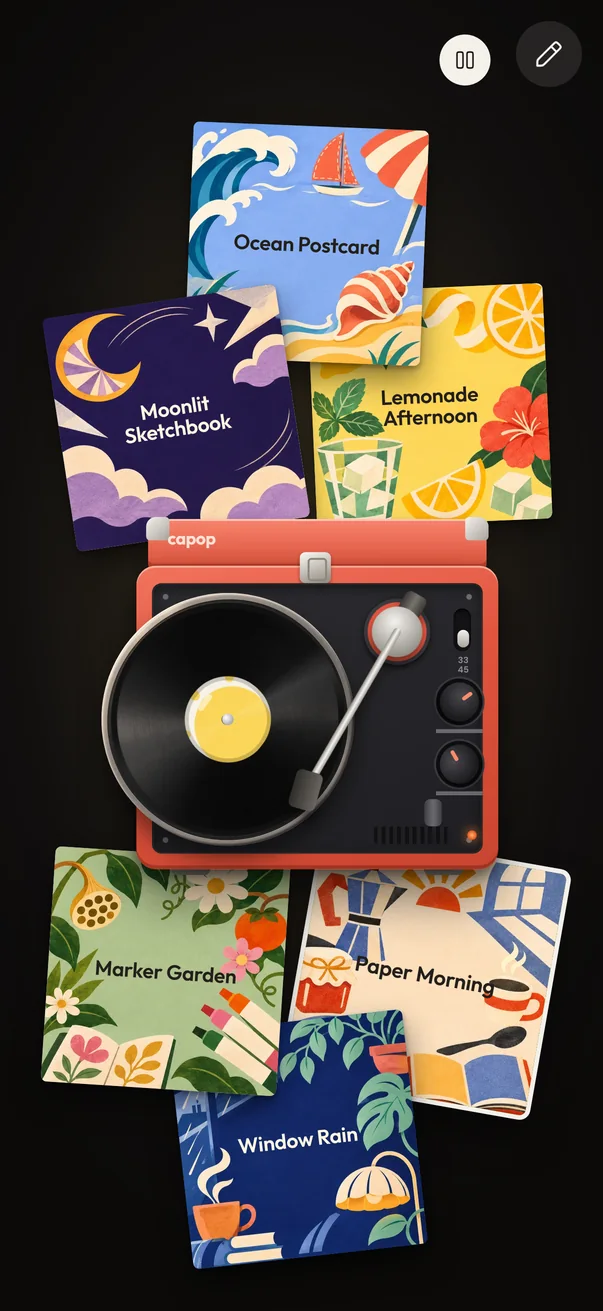 Ocean Postcard
Moonlit
Sketchbook
Lemonade
Afternoon
capop
33
45
Marker Garden
Paper Morning
Window Rain